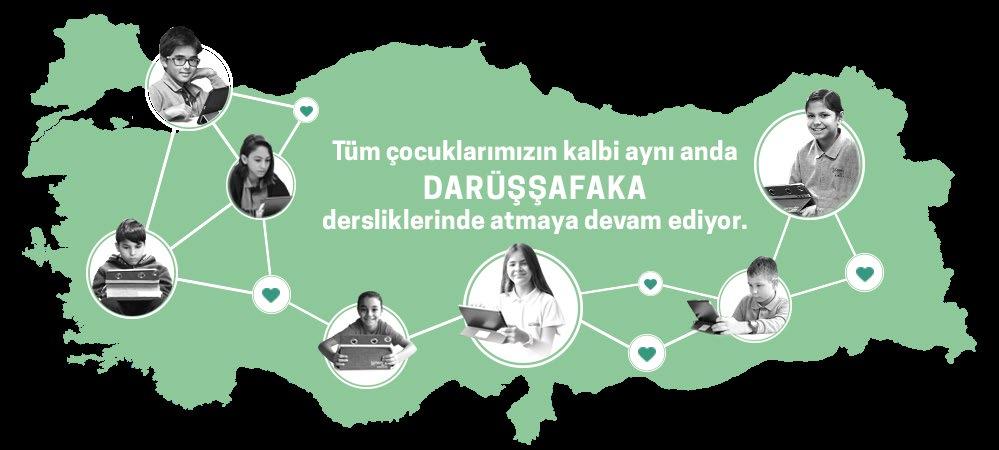 Tüm çocuklarımızın kalbi aynı anda
DARÜŞŞAFAKA
dersliklerinde atmaya devam ediyor.